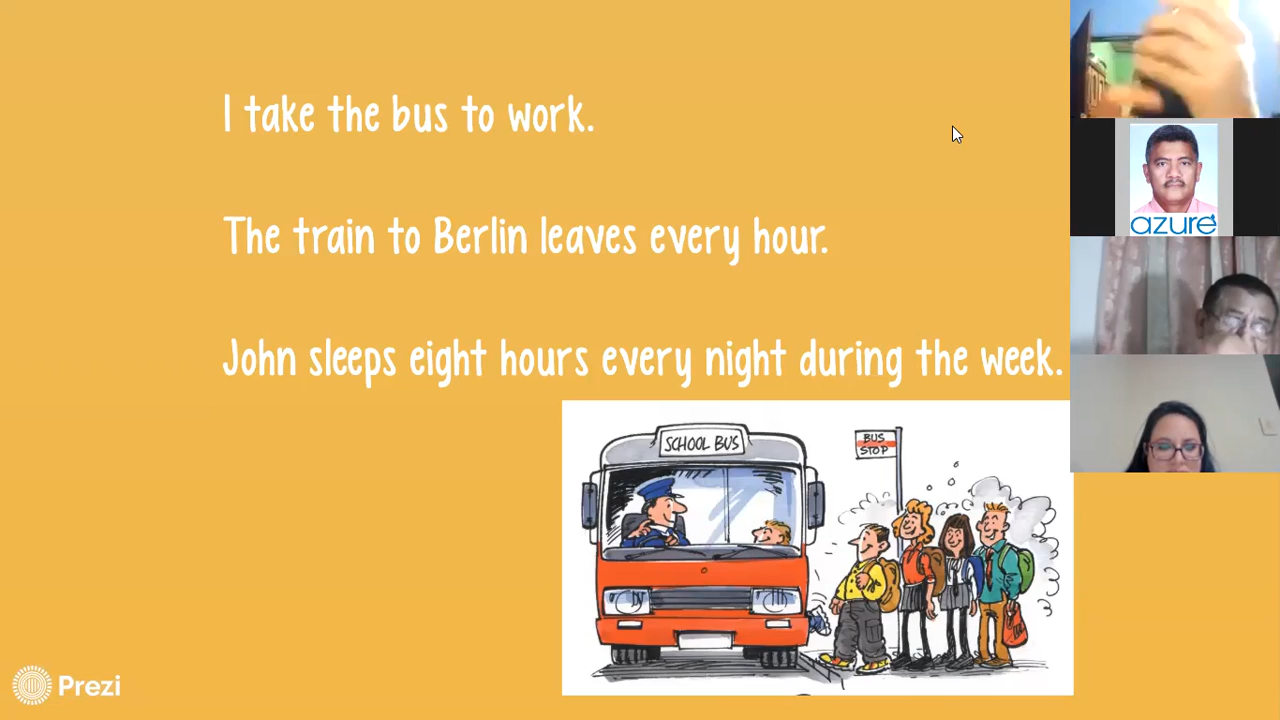 I take the bus to work.
The train to Berlin leaves every hour.
John sleeps eight hours every night during the week.
SCHOOL BUS
BUS
STOP
azure
Prezi